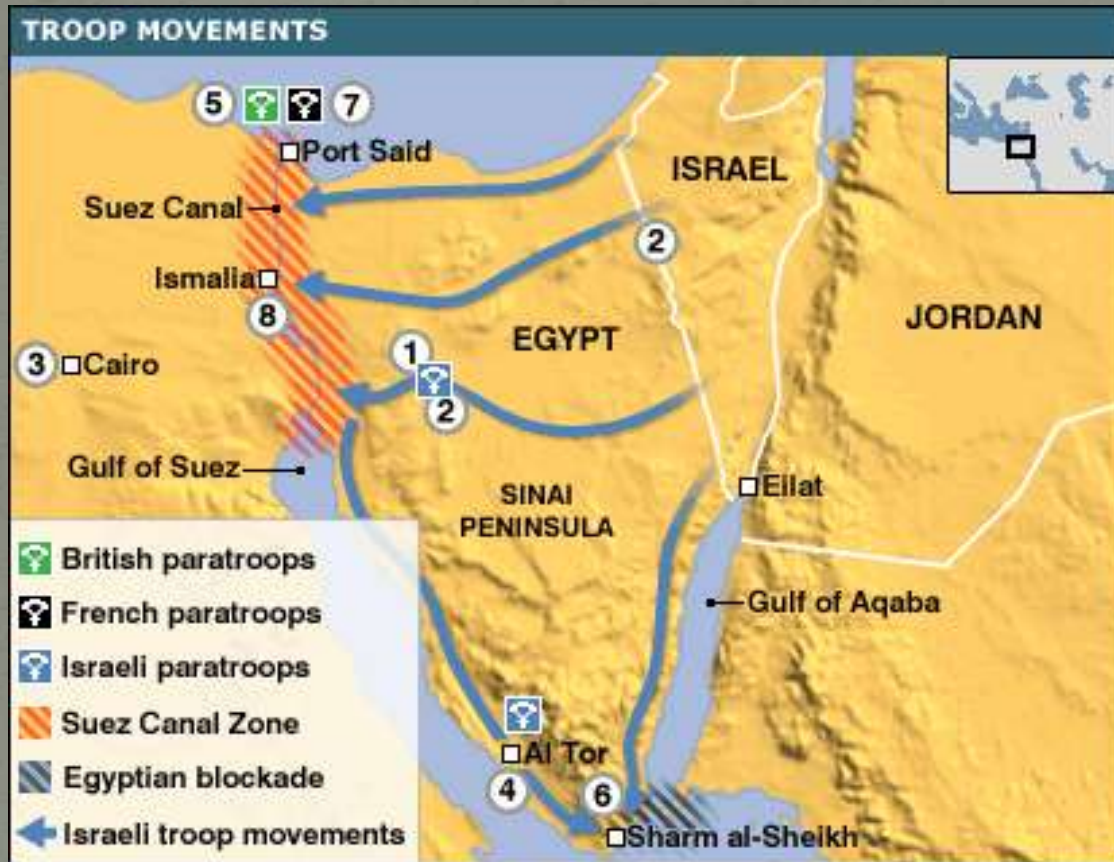 TROOP MOVEMENTS
5
7
Port Said
ISRAEL
Suez Canal
2
Ismalia
8
EGYPT
JORDAN
1
3
Cairo
2
Gulf of Suez
SINAI
PENINSULA
Eilat
British paratroops
French paratroops
Gulf of Aqaba
Israeli paratroops
Suez Canal Zone
Al Tor
Egyptian blockade
4
6
Israeli troop movements
Sharm al-Sheikh